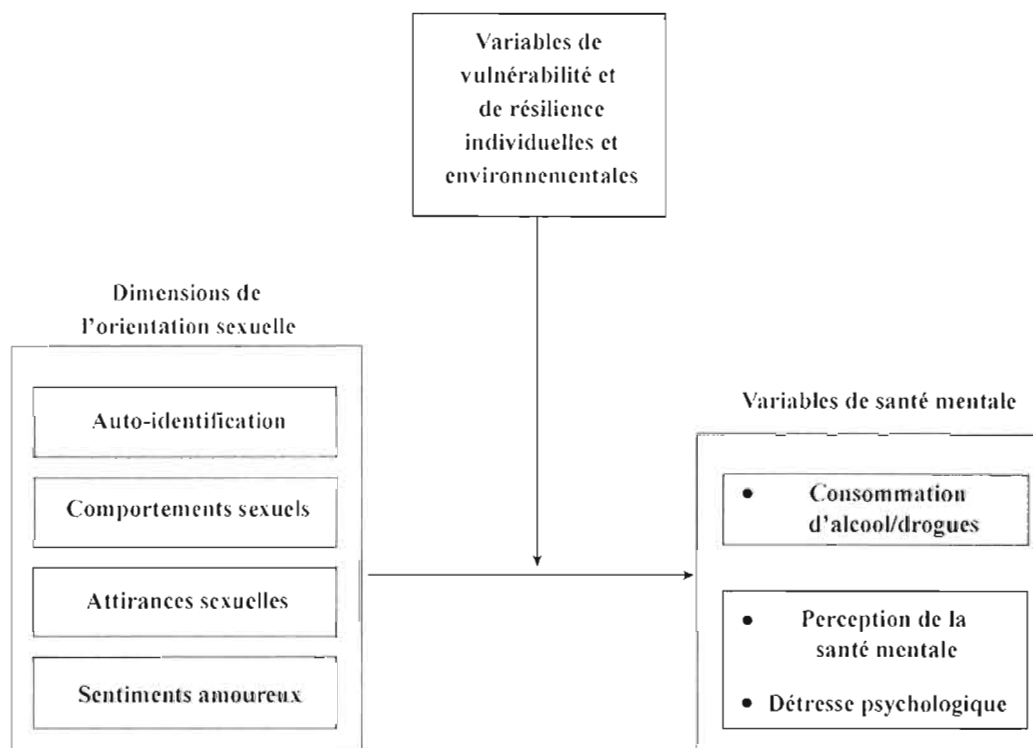 Variables de
vulnérabilité et
de résilience
individuelles et
environnementales
Dimensions de
l'orientation sexuelle
Auto-identification
Comportements sexuels
Attirances sexuelles
Sentiments amoureux
Variables de santé mentale
• Consommation
d'alcool/drogues
• Perception de la
santé mentale
• Détresse psychologique